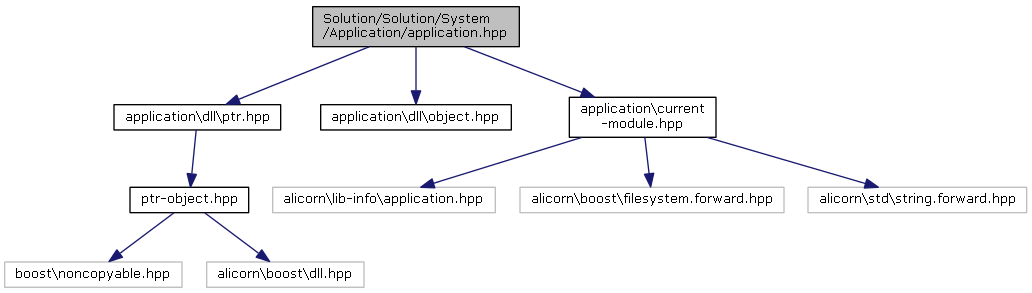 Solution/Solution/System
/Application/application.hpp
application\dll\ptr.hpp
application\dll\object.hpp
application\current
-module.hpp
ptr-object.hpp
alicorn\lib-info\application.hpp
alicorn\boost\filesystem.forward.hpp
alicorn\std\string.forward.hpp
boost\noncopyable.hpp
alicorn\boost\dll.hpp